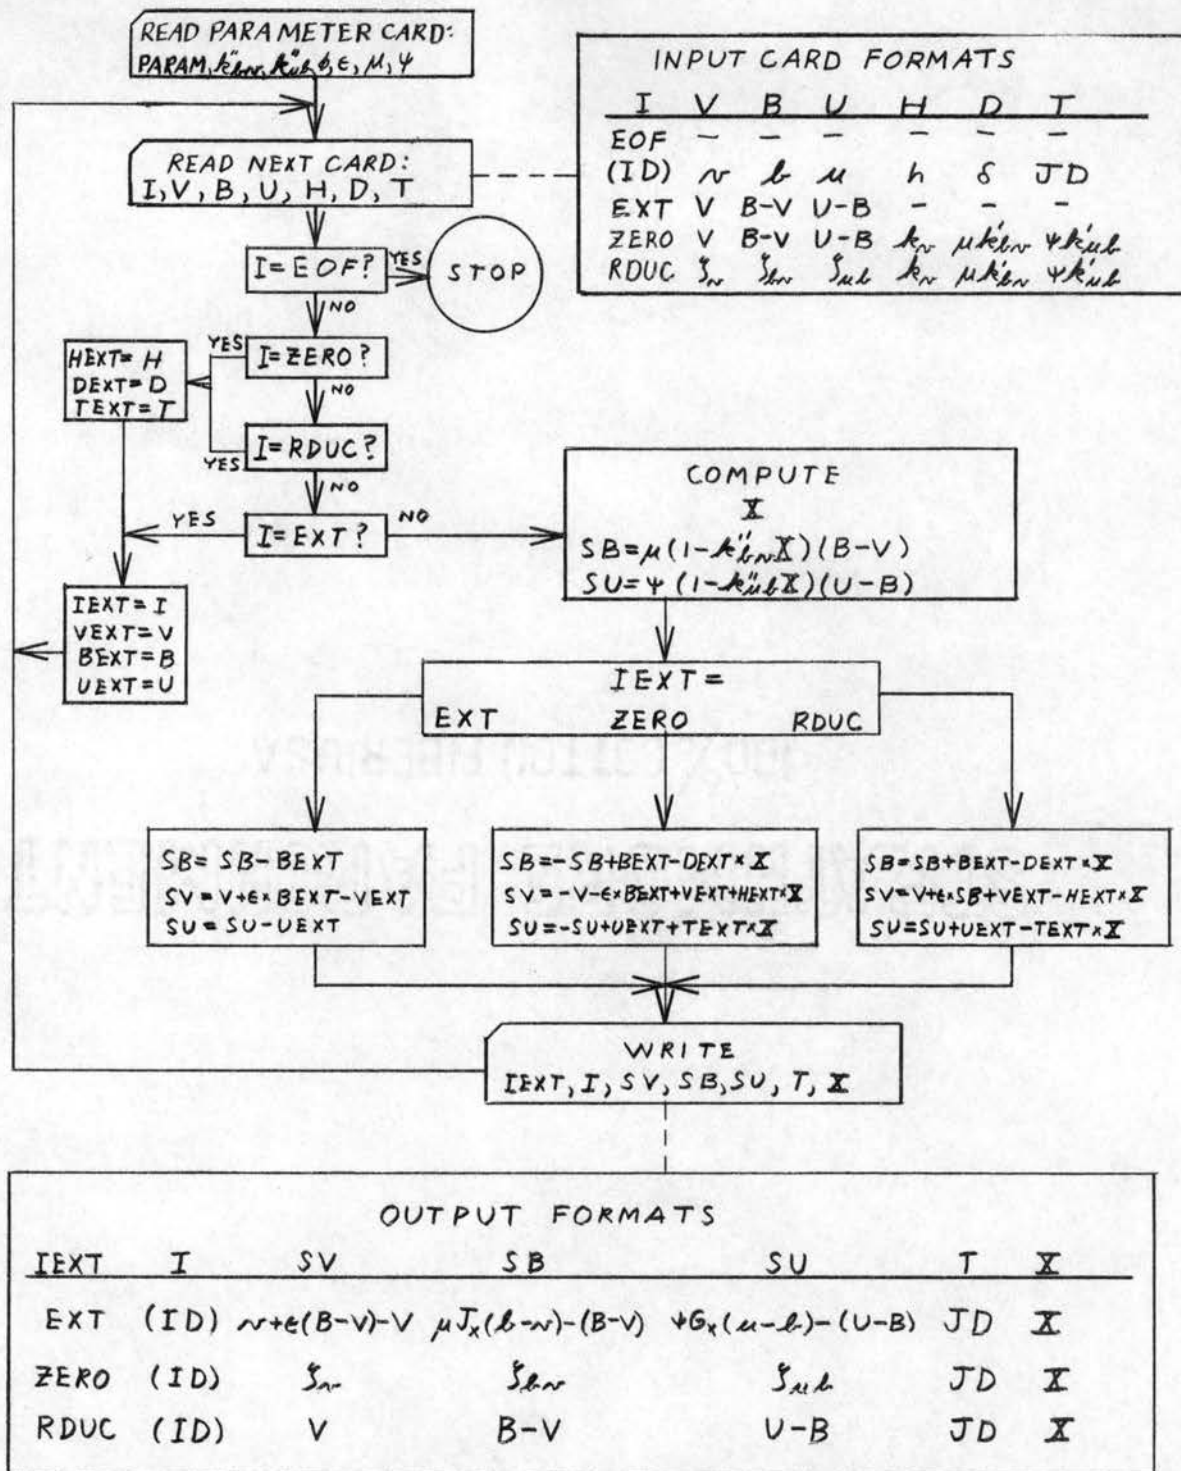 READ PARAMETER CARD:
PARAM, k″bv, k″ub, ϕ, ϵ, μ, ψ
READ NEXT CARD:
I, V, B, U, H, D, T
INPUT CARD FORMATS
I V B U H D T
EOF – – – – – –
(ID) v b u h δ JD
EXT V B-V U-B – – –
ZERO V B-V U-B kv μk′bv ψk′ub
RDUC ζv ζbv ζub kv μk′bv ψk′ub
I=EOF?
YES
STOP
NO
I=ZERO?
YES
NO
HEXT=H
DEXT=D
TEXT=T
I=RDUC?
YES
NO
I=EXT?
YES
NO
IEXT=I
VEXT=V
BEXT=B
UEXT=U
COMPUTE
X
SB=μ(1-k″bvX)(B-V)
SU=ψ(1-k″ubX)(U-B)
IEXT=
EXT ZERO RDUC
SB=SB-BEXT
SV=V+ϵ×BEXT-VEXT
SU=SU-UEXT
SB=-SB+BEXT-DEXT×X
SV=-V-ϵ×BEXT+VEXT+HEXT×X
SU=-SU+UEXT+TEXT×X
SB=SB+BEXT-DEXT×X
SV=V+ϵ×SB+VEXT-HEXT×X
SU=SU+UEXT-TEXT×X
WRITE
IEXT, I, SV, SB, SU, T, X
OUTPUT FORMATS
IEXT I SV SB SU T X
EXT (ID) v+ϵ(B-V)-V μJx(b-v)-(B-V) ψGx(u-b)-(U-B) JD X
ZERO (ID) ζv ζbv ζub JD X
RDUC (ID) V B-V U-B JD X